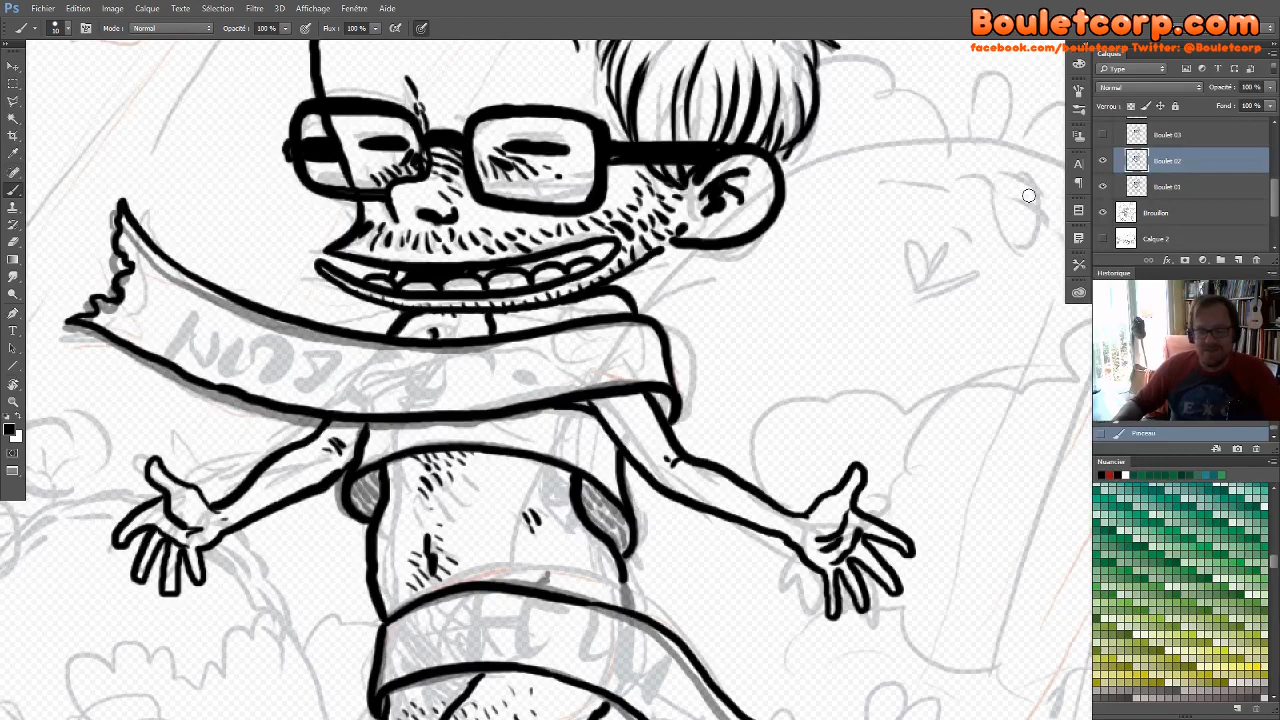 Ps Fichier Edition Image Calque Texte Sélection Filtre 3D Affichage Fenêtre Aide
10 Mode : Normal Opacité : 100 % Flux : 100 %
Bouletcorp.com
facebook.com/bouletcorp Twitter: @Bouletcorp
Calques
Type
Normal Opacité : 100 %
Verrou : Fond : 100 %
Boulet 03
Boulet 02
Boulet 01
Brouillon
Calque 2
Historique
Pinceau
Nuancier